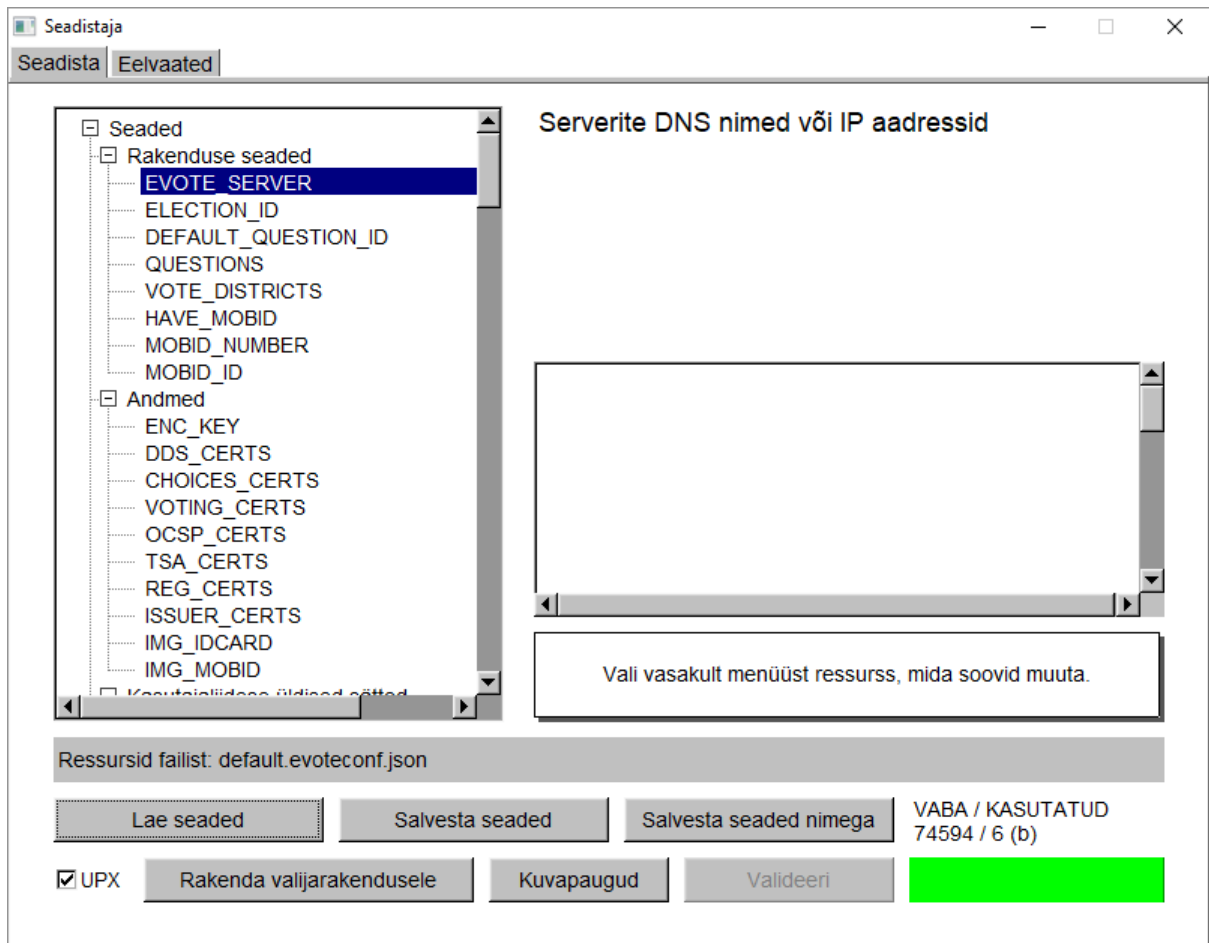 Seadistaja
Seadista
Eelvaated
Seaded
Rakenduse seaded
EVOTE_SERVER
ELECTION_ID
DEFAULT_QUESTION_ID
QUESTIONS
VOTE_DISTRICTS
HAVE_MOBID
MOBID_NUMBER
MOBID_ID
Andmed
ENC_KEY
DDS_CERTS
CHOICES_CERTS
VOTING_CERTS
OCSP_CERTS
TSA_CERTS
REG_CERTS
ISSUER_CERTS
IMG_IDCARD
IMG_MOBID
Kasutajaliidese üldised sätted
Serverite DNS nimed või IP aadressid
Vali vasakult menüüst ressurss, mida soovid muuta.
Ressursid failist: default.evoteconf.json
Lae seaded
Salvesta seaded
Salvesta seaded nimega
VABA / KASUTATUD
74594 / 6 (b)
UPX
Rakenda valijarakendusele
Kuvapaugud
Valideeri